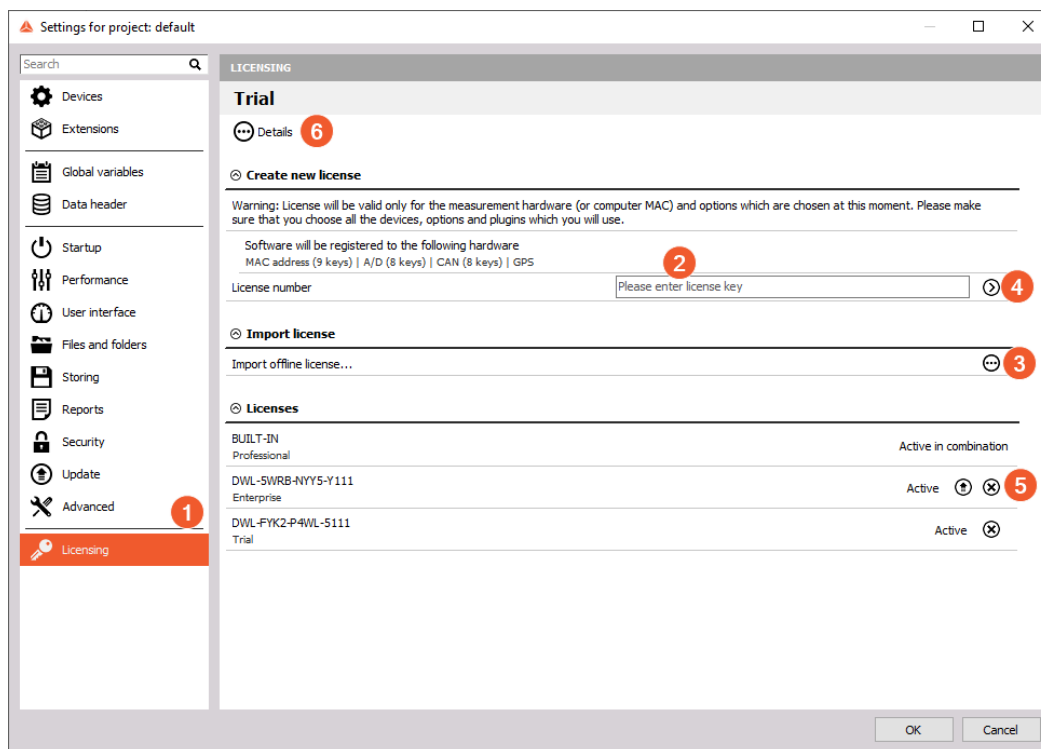 Settings for project: default
Search
Devices
Extensions
Global variables
Data header
Startup
Performance
User interface
Files and folders
Storing
Reports
Security
Update
Advanced
1
Licensing
LICENSING
Trial
Details 6
Create new license
Warning: License will be valid only for the measurement hardware (or computer MAC) and options which are chosen at this moment. Please make
sure that you choose all the devices, options and plugins which you will use.
Software will be registered to the following hardware
MAC address (9 keys) | A/D (8 keys) | CAN (8 keys) | GPS
2
License number Please enter license key 4
Import license
Import offline license... 3
Licenses
BUILT-IN
Professional
Active in combination
DWL-5WRB-NYY5-Y111
Enterprise
Active 5
DWL-FYK2-P4WL-5111
Trial
Active
OK Cancel